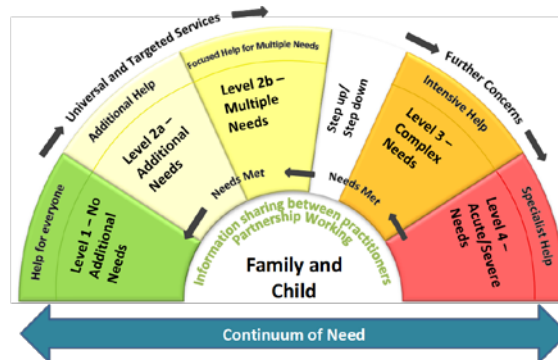 Universal and Targeted Services
Further Concerns
Help for everyone
Level 1 - No
Additional
Needs
Additional Help
Level 2a –
Additional
Needs
Focused Help for Multiple Needs
Level 2b –
Multiple
Needs
Step up/
Step down
Intensive Help
Level 3 –
Complex
Needs
Specialist Help
Level 4 –
Acute/Severe
Needs
Needs Met
Needs Met
Information sharing between practitioners
Partnership Working
Family and
Child
Continuum of Need